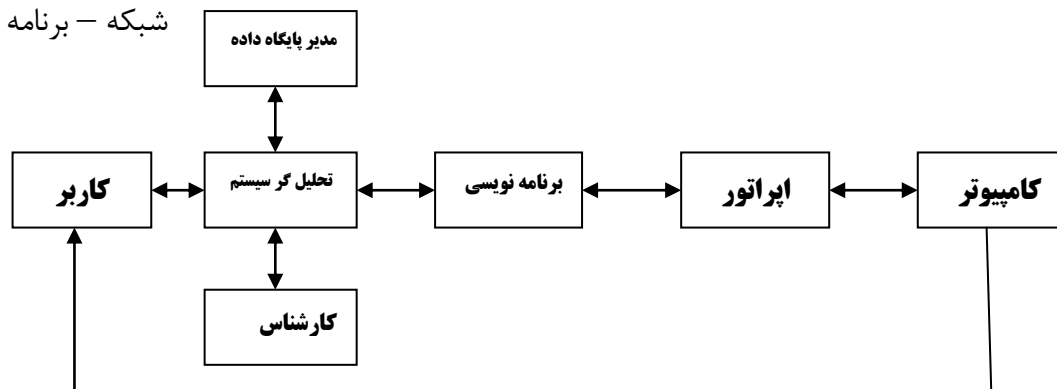 شبکه – برنامه
مدیر پایگاه داده
کامپیوتر
اپراتور
برنامه نویسی
تحلیل گر سیستم
کاربر
کارشناس